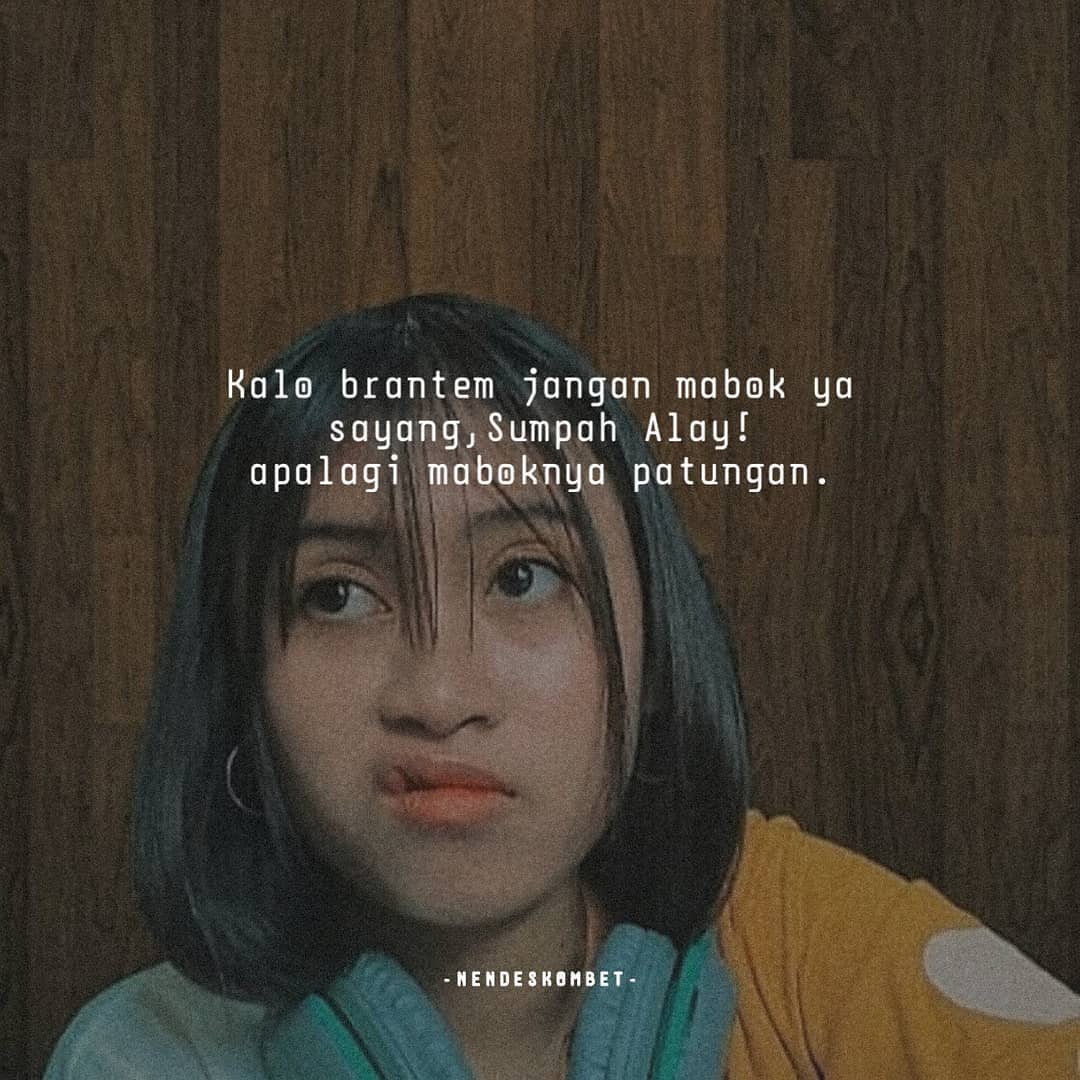 Kalo brantem jangan mabok ya
sayang,Sumpah Alay!
apalagi maboknya patungan.
-NENDESKOMBET-